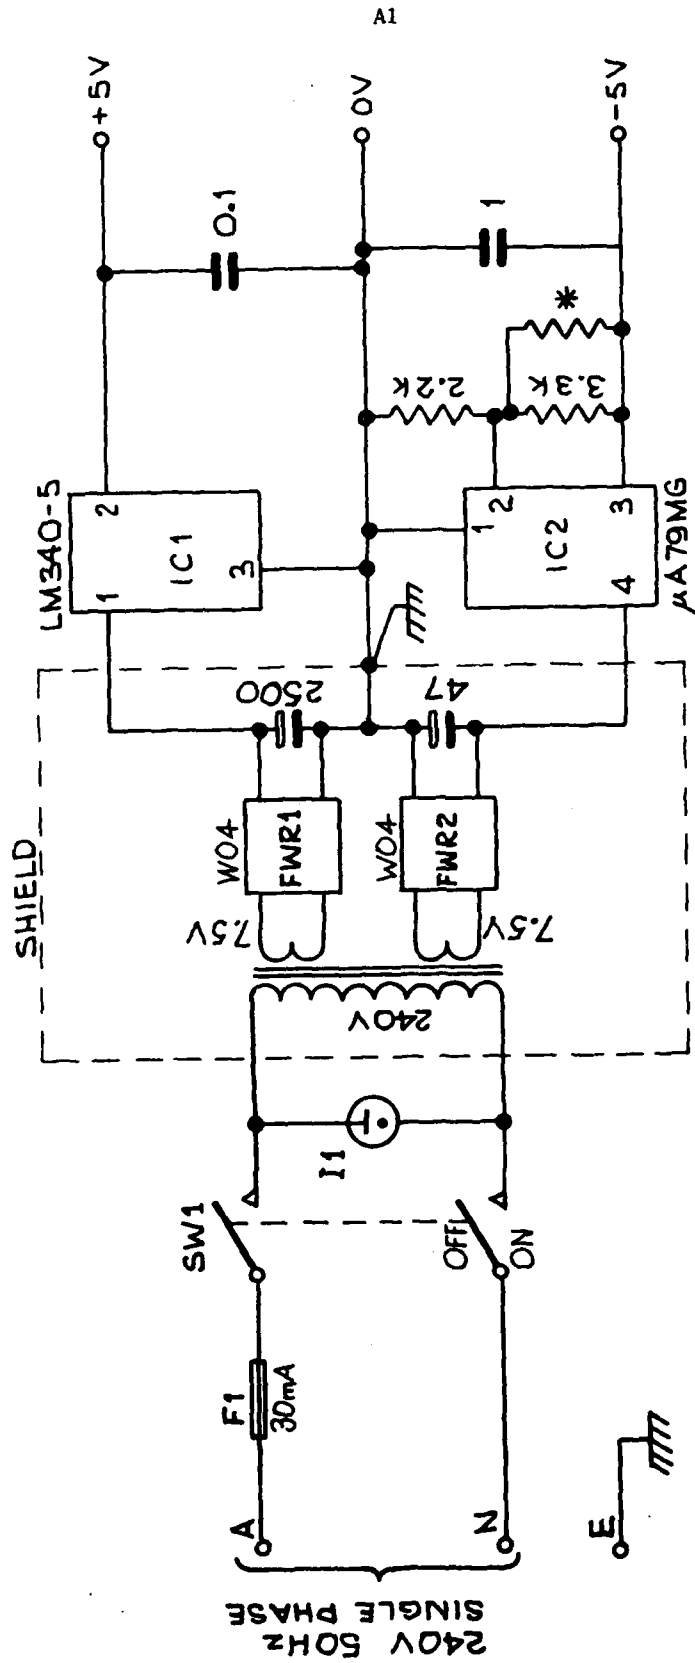 A1
240V 50Hz
SINGLE PHASE
A
N
E
F1
30mA
SW1
OFF
ON
I1
SHIELD
240V
7.5V
7.5V
W04
FWR1
W04
FWR2
2500
47
LM340-5
1
2
IC1
3
1
2
IC2
4
3
µA79MG
2.2K
3.3K
*
0.1
1
+5V
0V
-5V